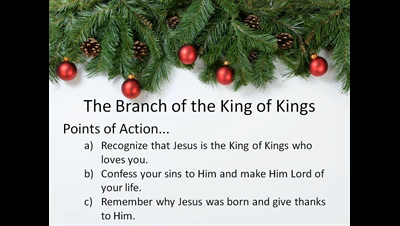 The Branch of the King of Kings
Points of Action...
a) Recognize that Jesus is the King of Kings who
loves you.
b) Confess your sins to Him and make Him Lord of
your life.
c) Remember why Jesus was born and give thanks
to Him.